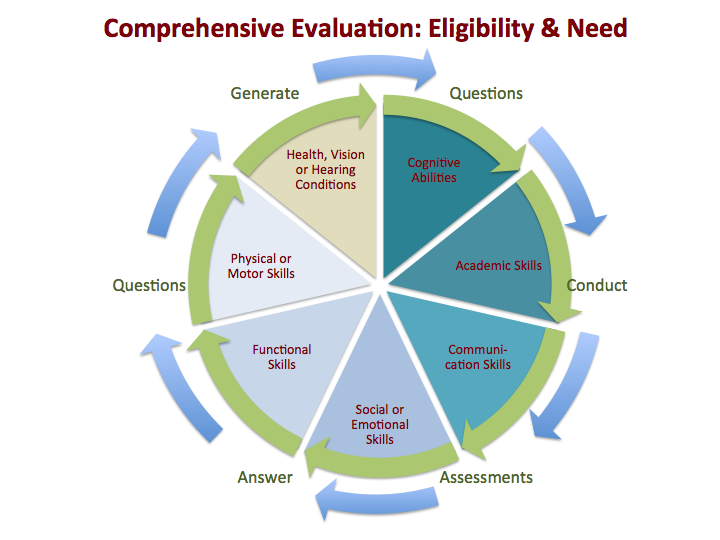 Comprehensive Evaluation: Eligibility & Need
Generate
Questions
Health, Vision
or Hearing
Conditions
Cognitive
Abilities
Physical or
Motor Skills
Academic Skills
Questions
Conduct
Functional
Skills
Communi-
cation Skills
Social or
Emotional
Skills
Answer
Assessments